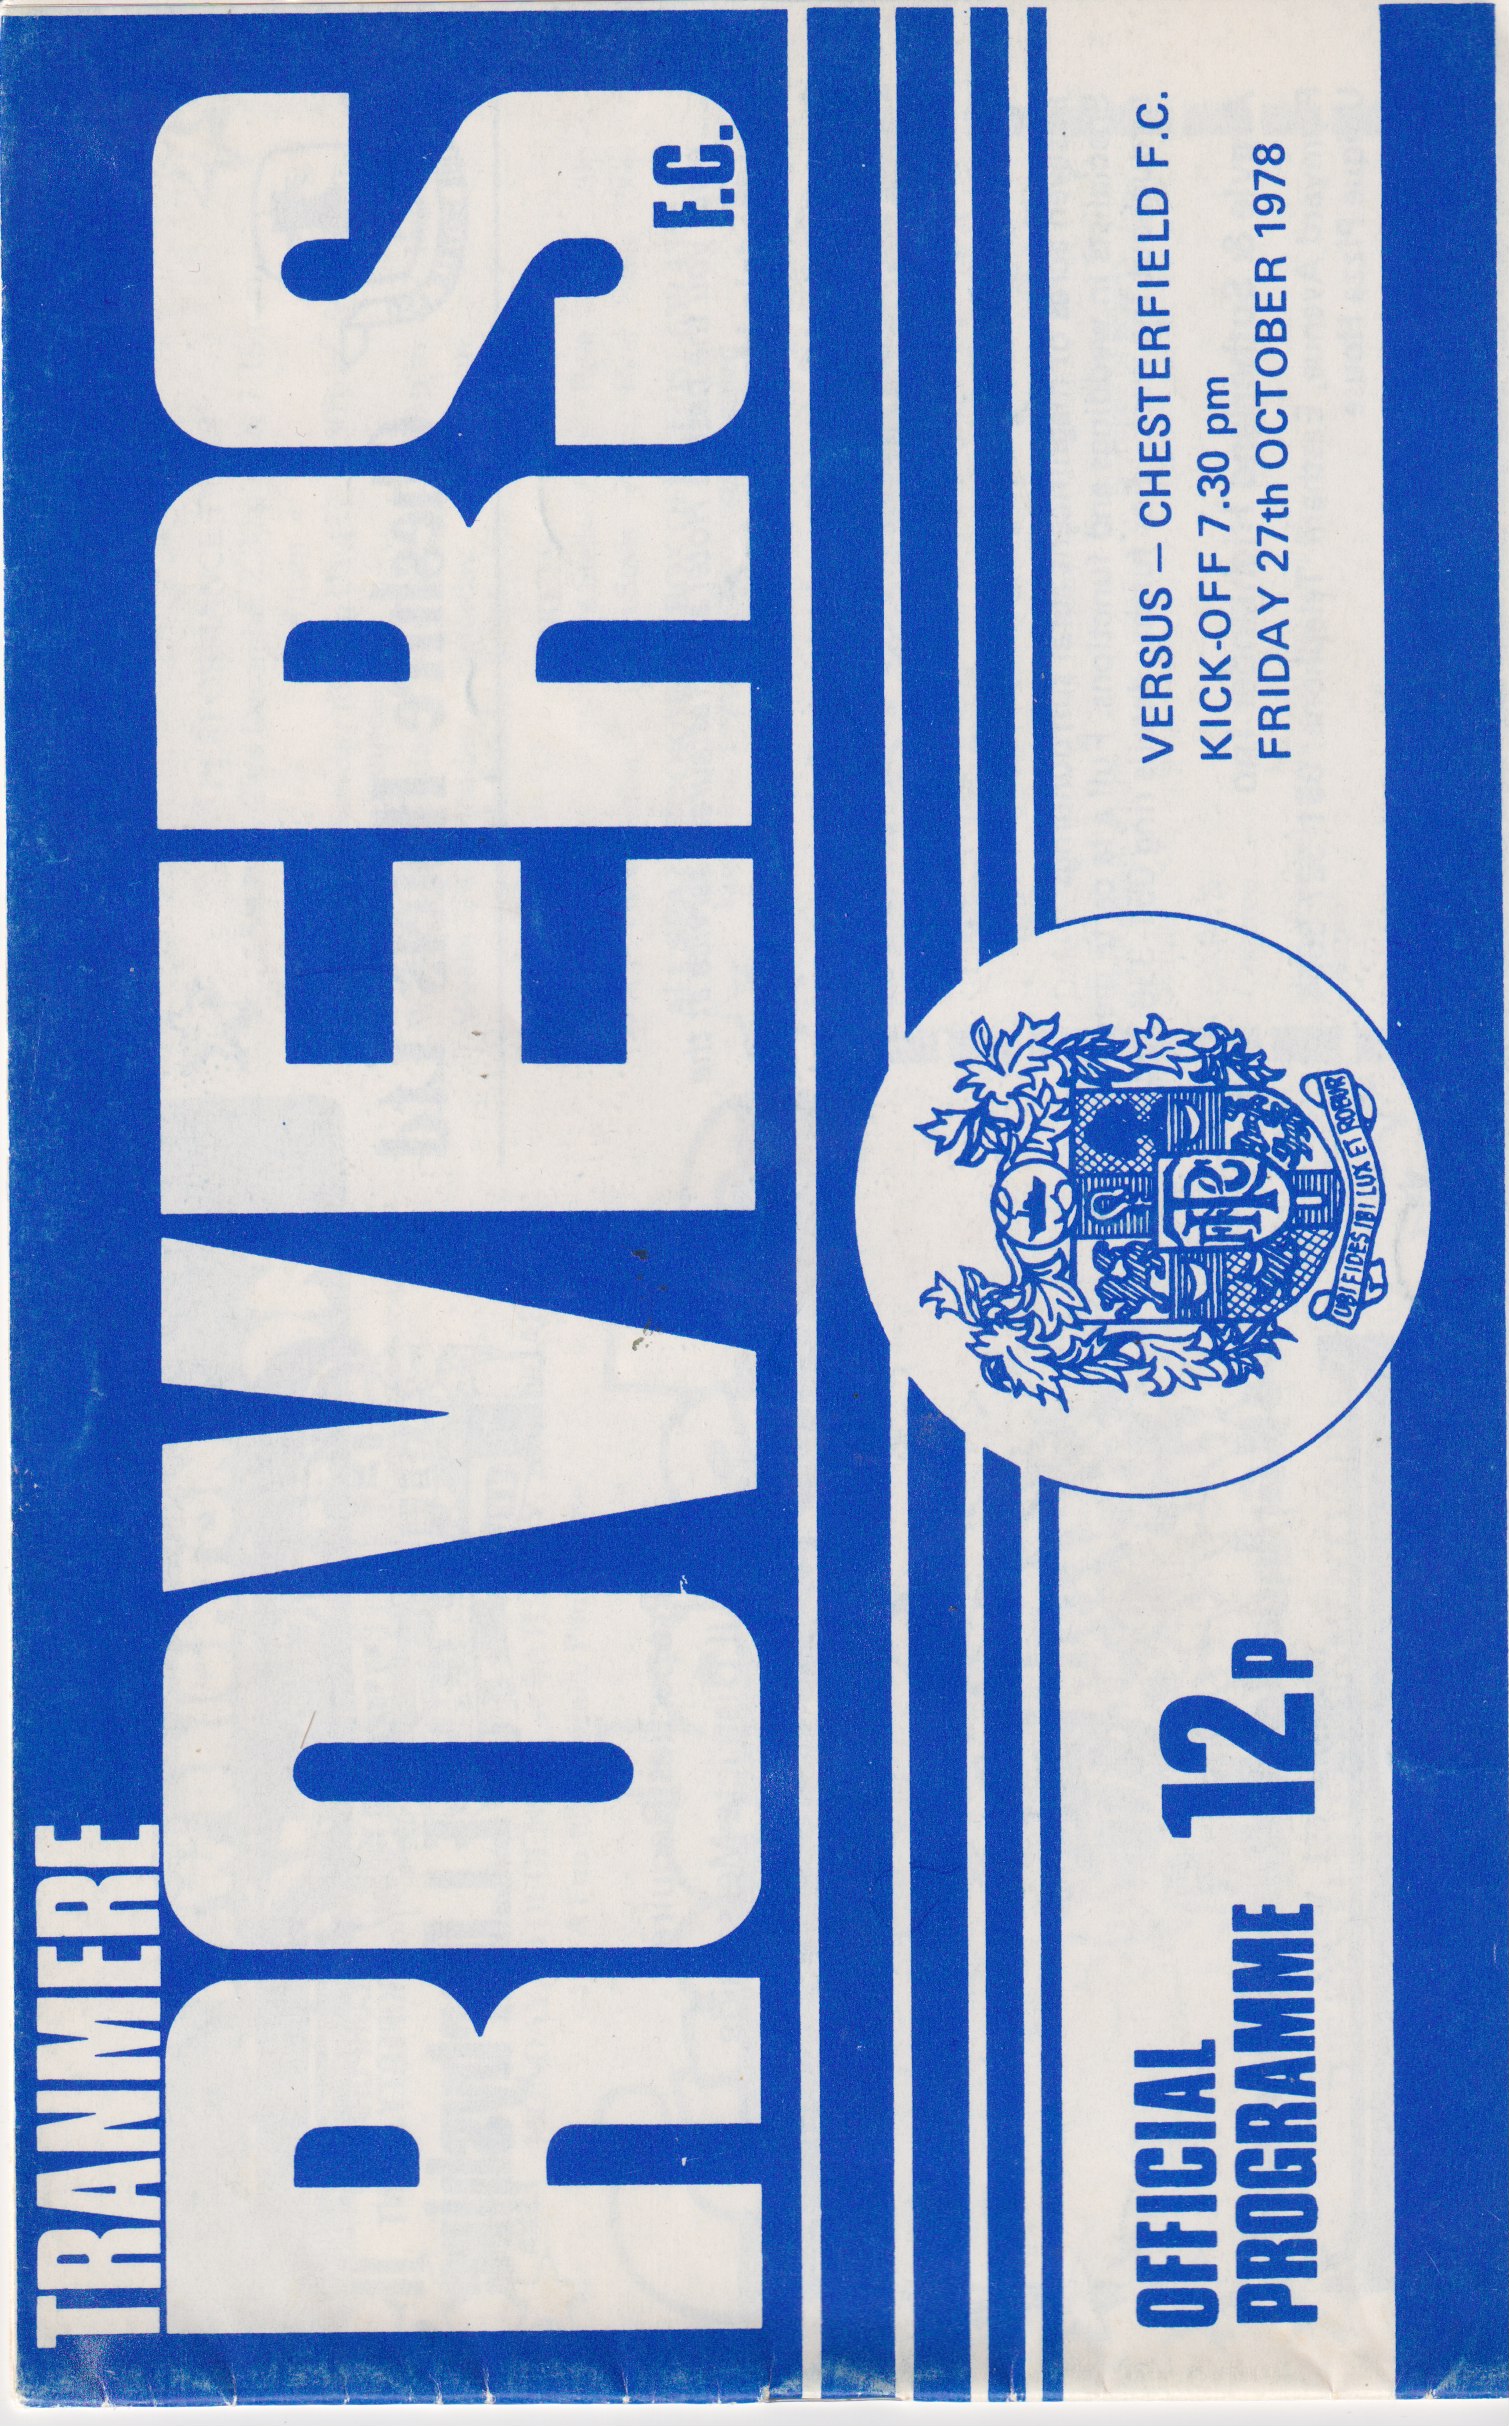 TRANMERE
ROVERS
F.C.
VERSUS – CHESTERFIELD F.C.
KICK-OFF 7.30 pm
FRIDAY 27th OCTOBER 1978
TRFC
UBI FIDES IBI LUX ET ROBUR
OFFICIAL
PROGRAMME 12P